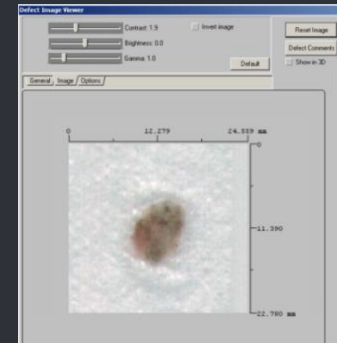 Defect Image Viewer
Contrast: 1.9
Invert image
Reset Image
Brightness: 0.0
Defect Comments
Gamma: 1.0
Default
Show in 3D
General
Image
Options
0
12.279
24.559 mm
0
11.390
22.780 mm